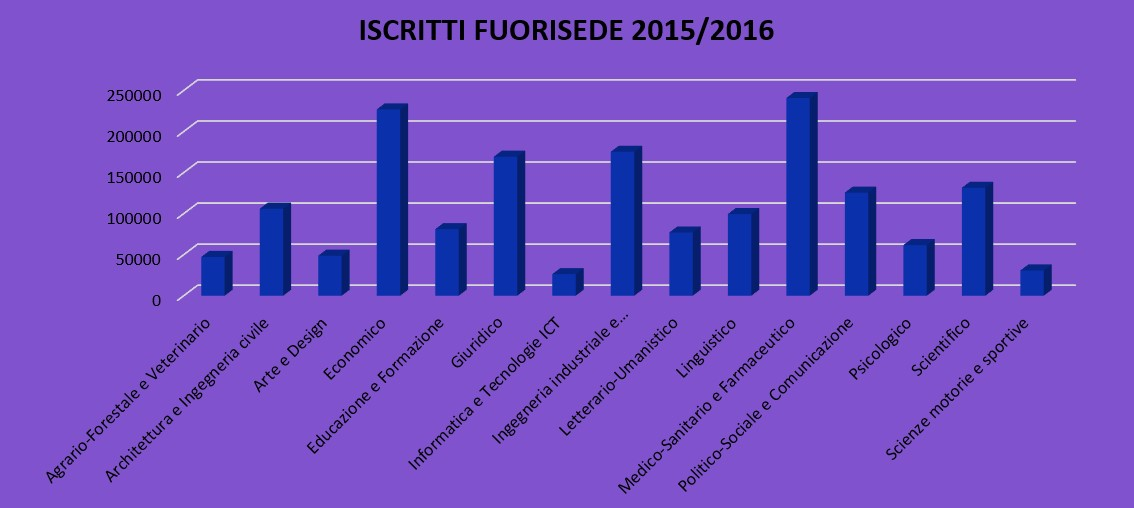 ISCRITTI FUORISEDE 2015/2016
250000
200000
150000
100000
50000
0
Agrario-Forestale e Veterinario
Architettura e Ingegneria civile
Arte e Design
Economico
Educazione e Formazione
Giuridico
Informatica e Tecnologie ICT
Ingegneria industriale e...
Letterario-Umanistico
Linguistico
Medico-Sanitario e Farmaceutico
Politico-Sociale e Comunicazione
Psicologico
Scientifico
Scienze motorie e sportive